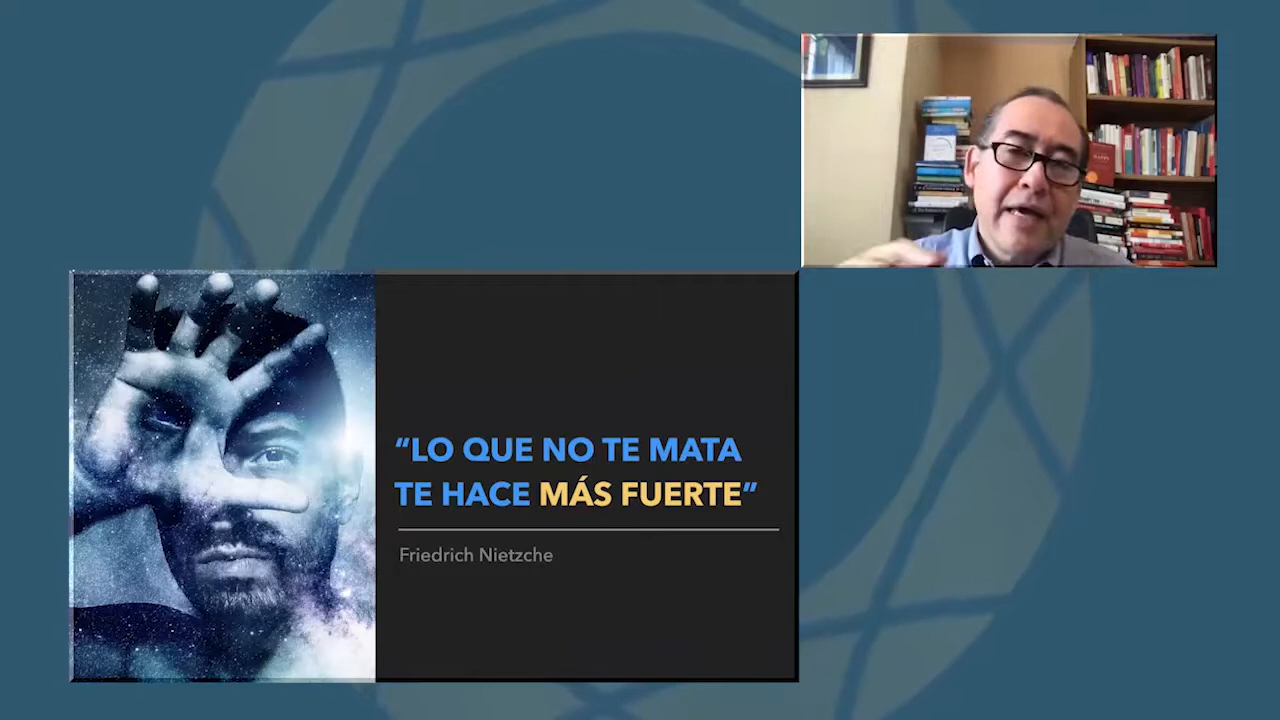 “LO QUE NO TE MATA
TE HACE MÁS FUERTE”
Friedrich Nietzche